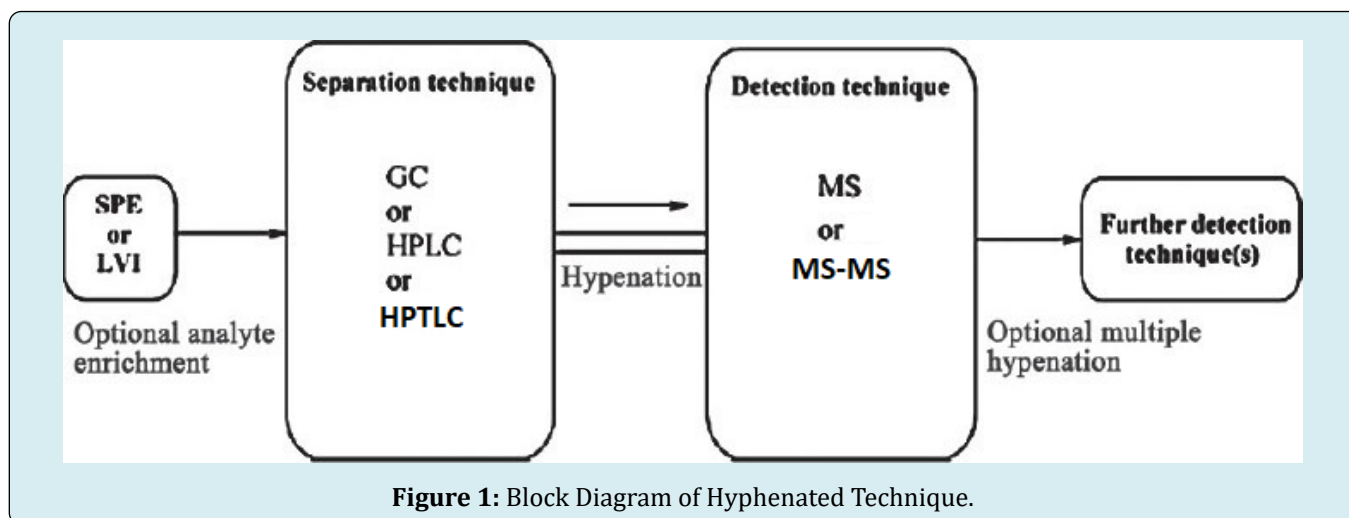 SPE
or
LVI
Optional analyte
enrichment
Separation technique
GC
or
HPLC
or
HPTLC
Hypenation
Detection technique
MS
or
MS-MS
Optional multiple
hypenation
Further detection
technique(s)
Figure 1: Block Diagram of Hyphenated Technique.